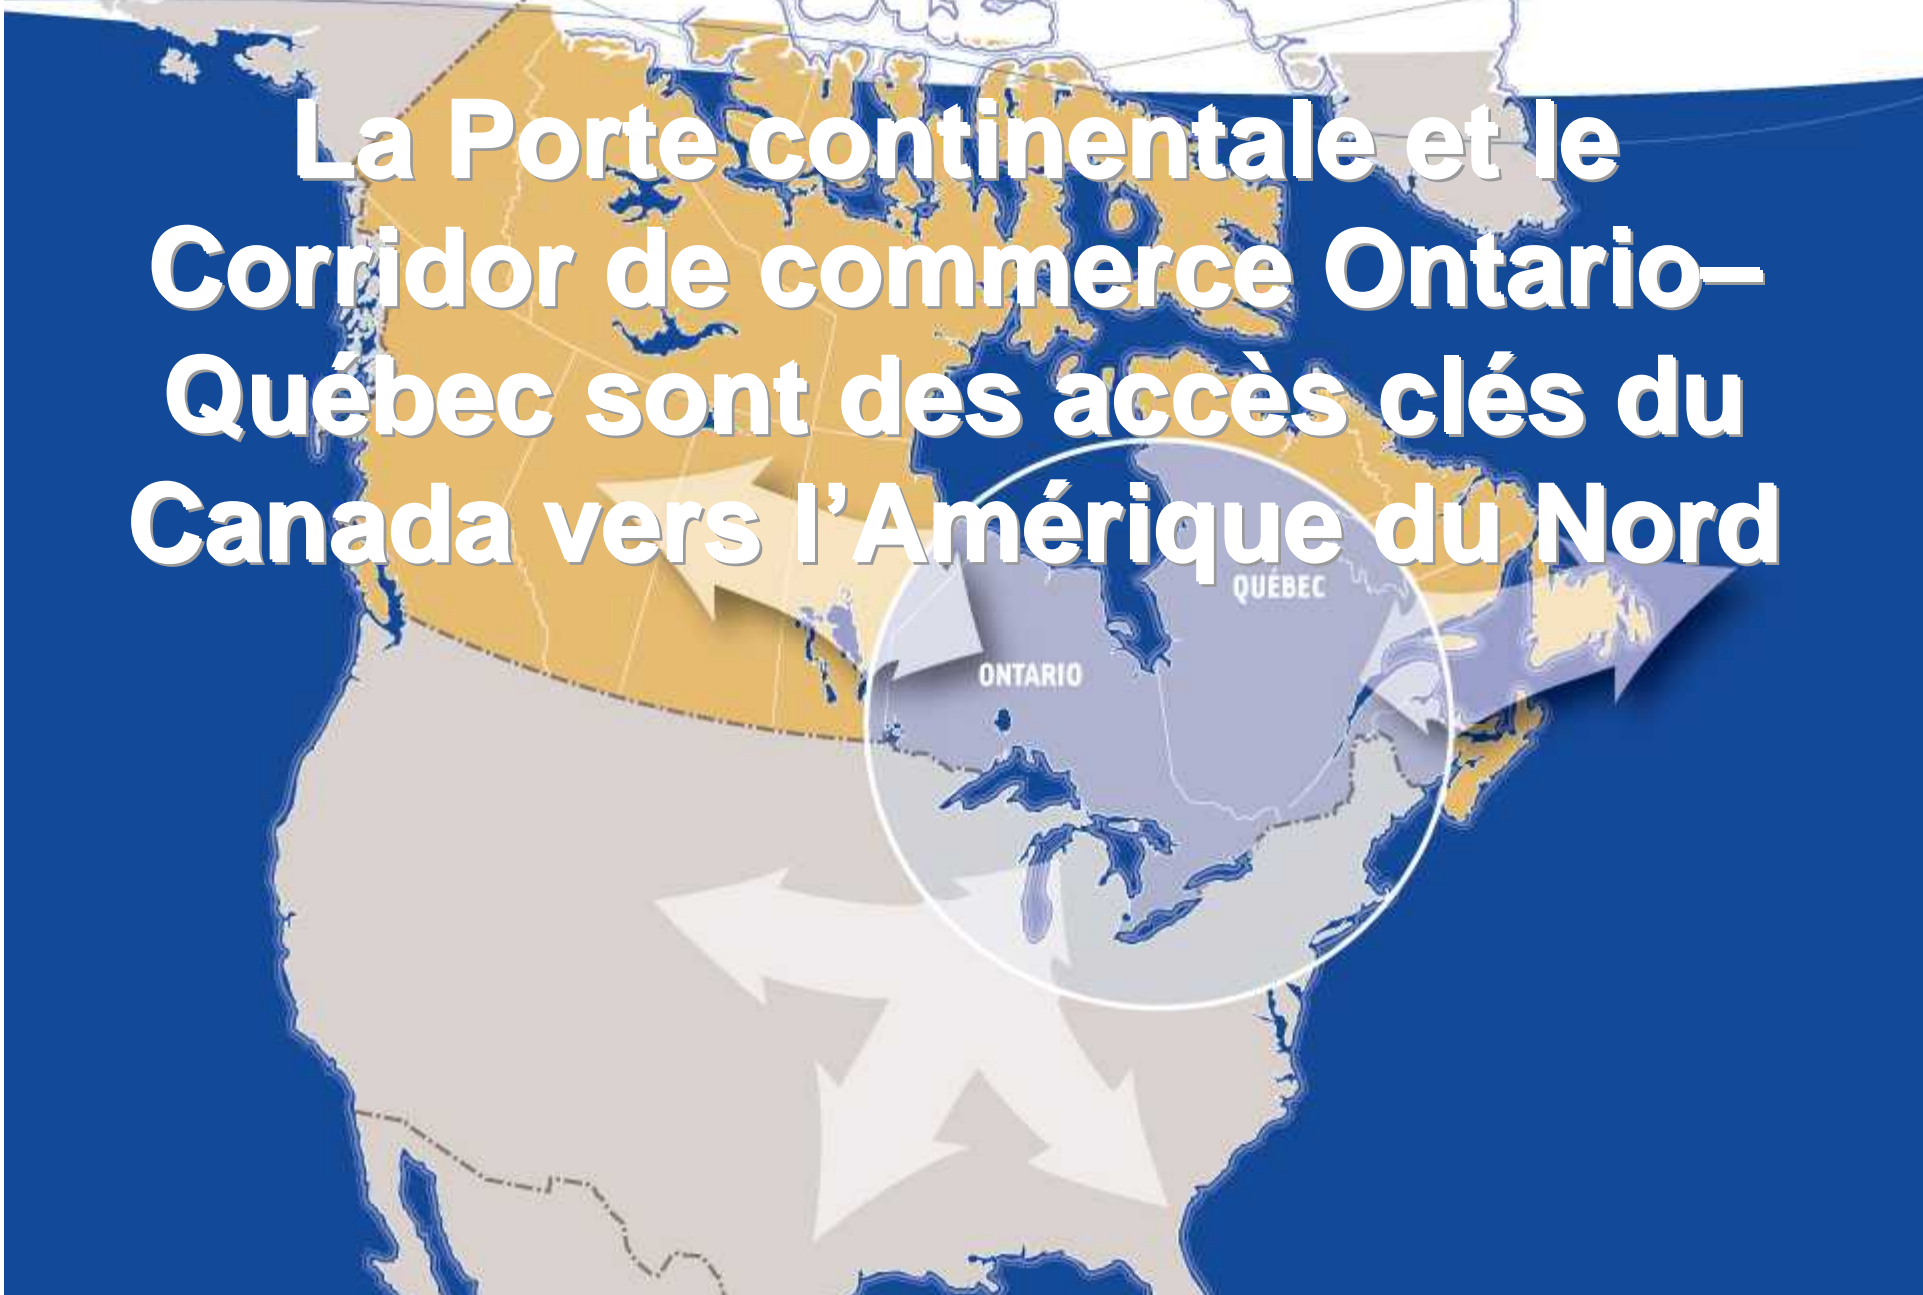 La Porte continentale et le
Corridor de commerce Ontario–
Québec sont des accès clés du
Canada vers l’Amérique du Nord
QUÉBEC
ONTARIO